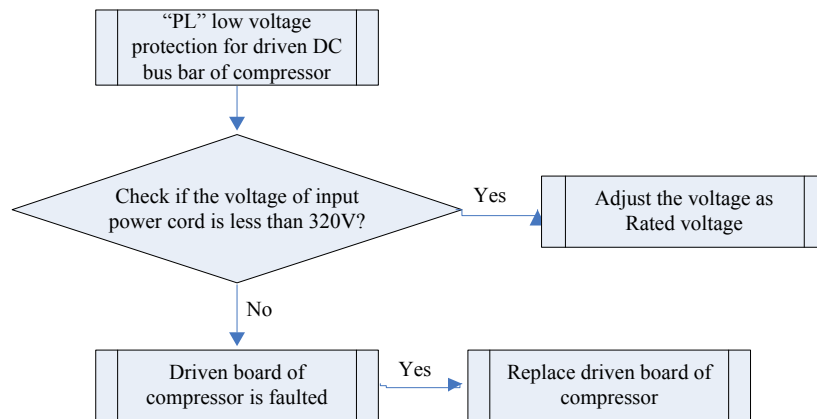 “PL” low voltage
protection for driven DC
bus bar of compressor
Check if the voltage of input
power cord is less than 320V?
Yes
Adjust the voltage as
Rated voltage
No
Driven board of
compressor is faulted
Yes
Replace driven board of
compressor